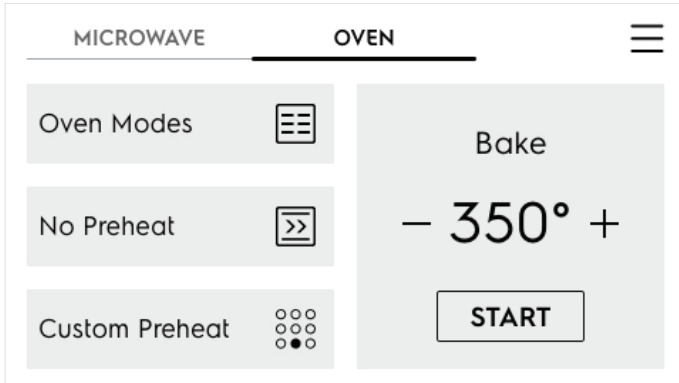 MICROWAVE
OVEN
Oven Modes
No Preheat
Custom Preheat
Bake
− 350° +
START